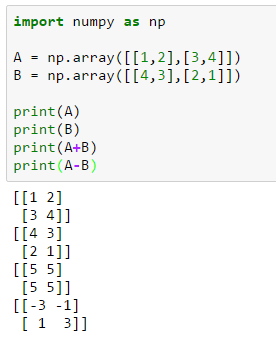 import numpy as np
A = np.array([[1,2],[3,4]])
B = np.array([[4,3],[2,1]])
print(A)
print(B)
print(A+B)
print(A-B)
[[1 2]
 [3 4]]
[[4 3]
 [2 1]]
[[5 5]
 [5 5]]
[[-3 -1]
 [ 1  3]]